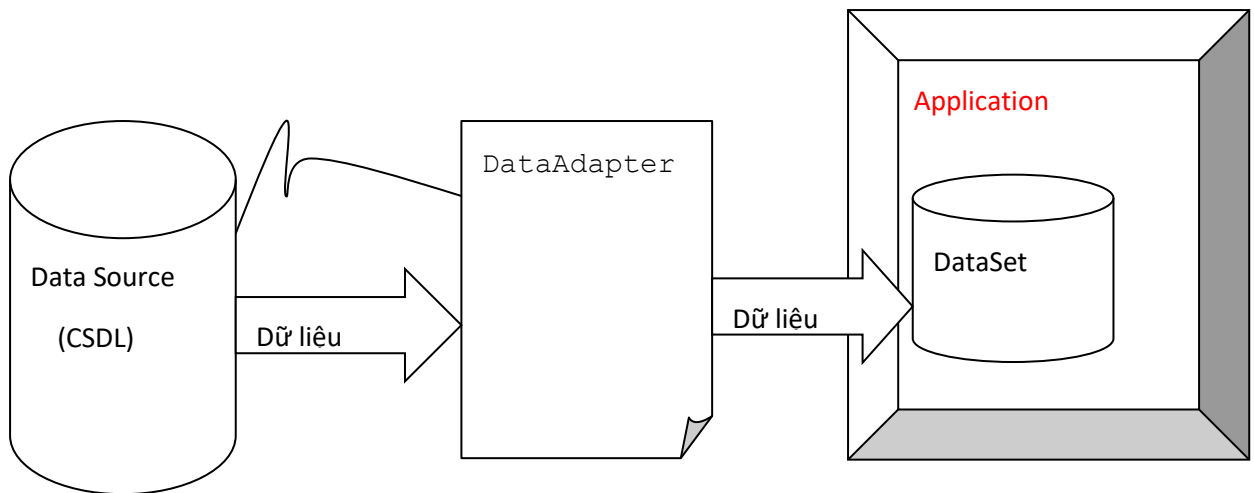 Application
DataAdapter
DataSet
Data Source
(CSDL)
Dữ liệu
Dữ liệu